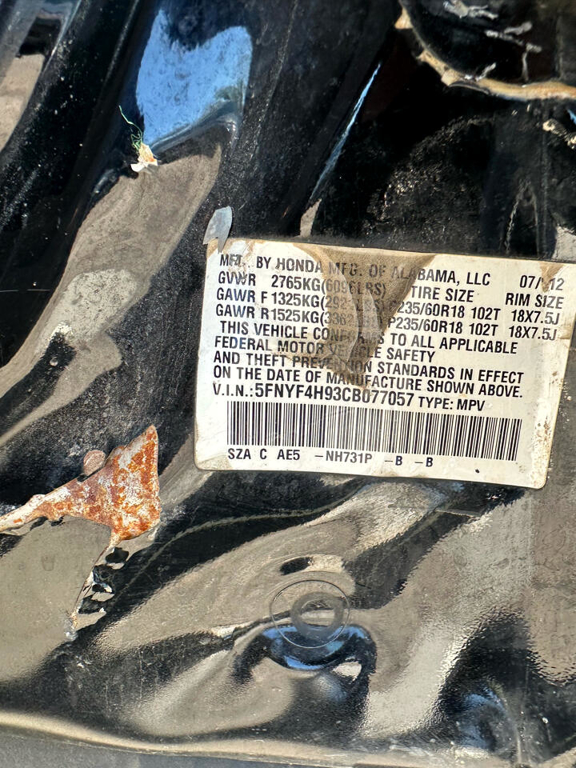 MFD. BY HONDA MFG. OF ALABAMA, LLC 07/12
GVWR 2765KG(6096LBS) TIRE SIZE RIM SIZE
GAWR F 1325KG P235/60R18 102T 18X7.5J
GAWR R 1525KG P235/60R18 102T 18X7.5J
THIS VEHICLE CONFORMS TO ALL APPLICABLE
FEDERAL MOTOR VEHICLE SAFETY
AND THEFT PREVENTION STANDARDS IN EFFECT
ON THE DATE OF MANUFACTURE SHOWN ABOVE.
V.I.N.: 5FNYF4H93CB077057 TYPE: MPV
SZA C AE5 -NH731P -B -B